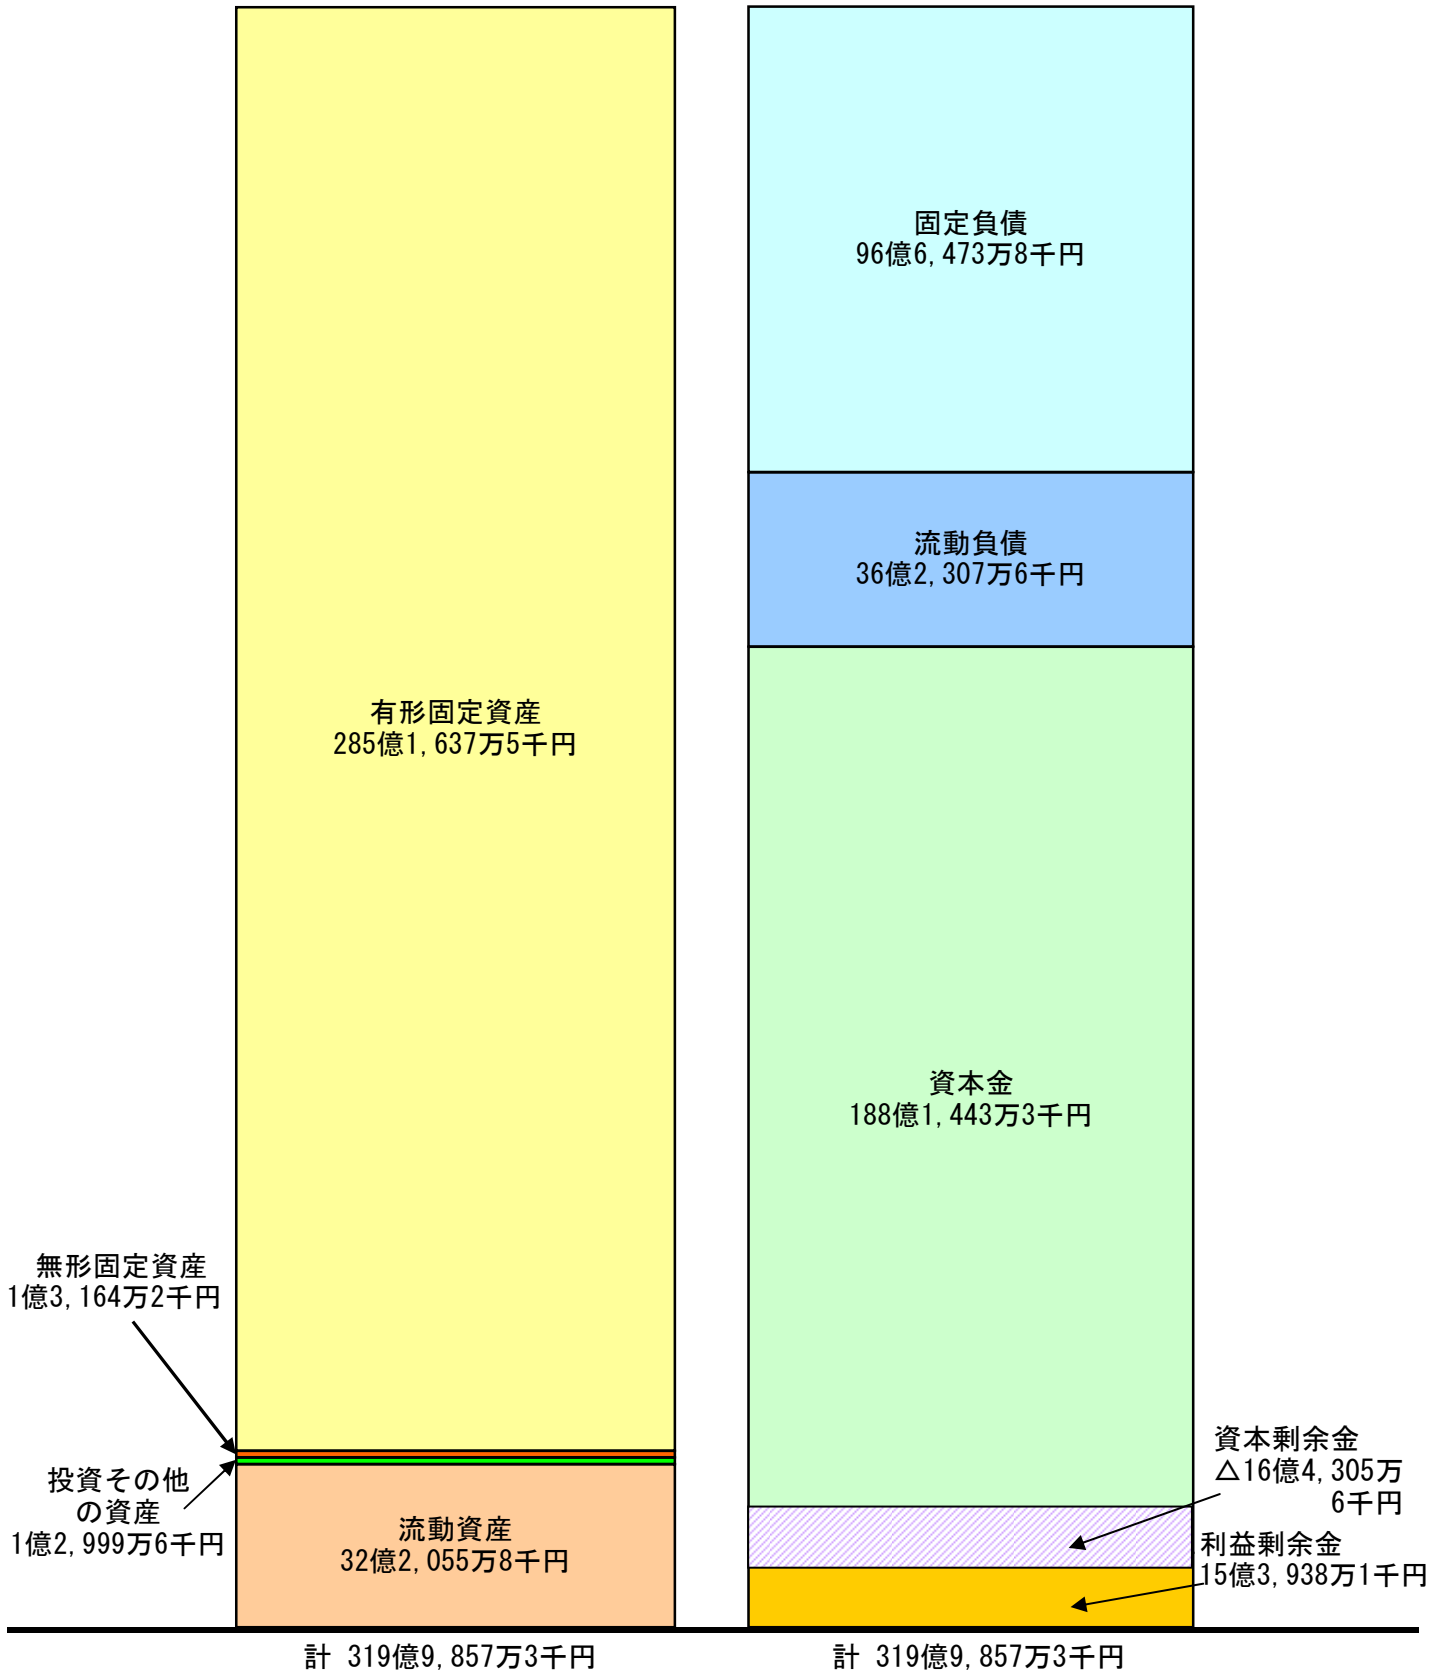 有形固定資産
285億1,637万5千円
無形固定資産
1億3,164万2千円
投資その他
の資産
1億2,999万6千円
流動資産
32億2,055万8千円
計 319億9,857万3千円
固定負債
96億6,473万8千円
流動負債
36億2,307万6千円
資本金
188億1,443万3千円
資本剰余金
△16億4,305万
6千円
利益剰余金
15億3,938万1千円
計 319億9,857万3千円